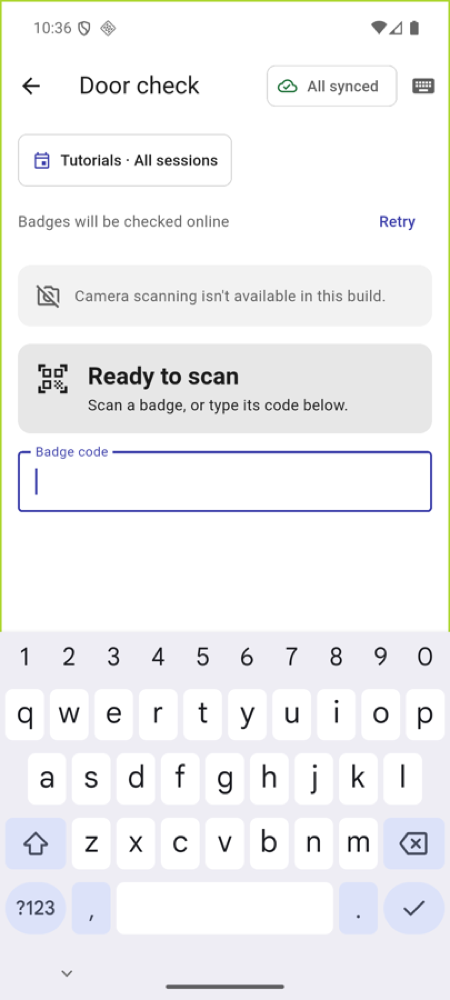 10:36
Door check
All synced
Tutorials · All sessions
Badges will be checked online
Retry
Camera scanning isn't available in this build.
Ready to scan
Scan a badge, or type its code below.
Badge code
1 2 3 4 5 6 7 8 9 0
q w e r t y u i o p
a s d f g h j k l
z x c v b n m
?123 , .